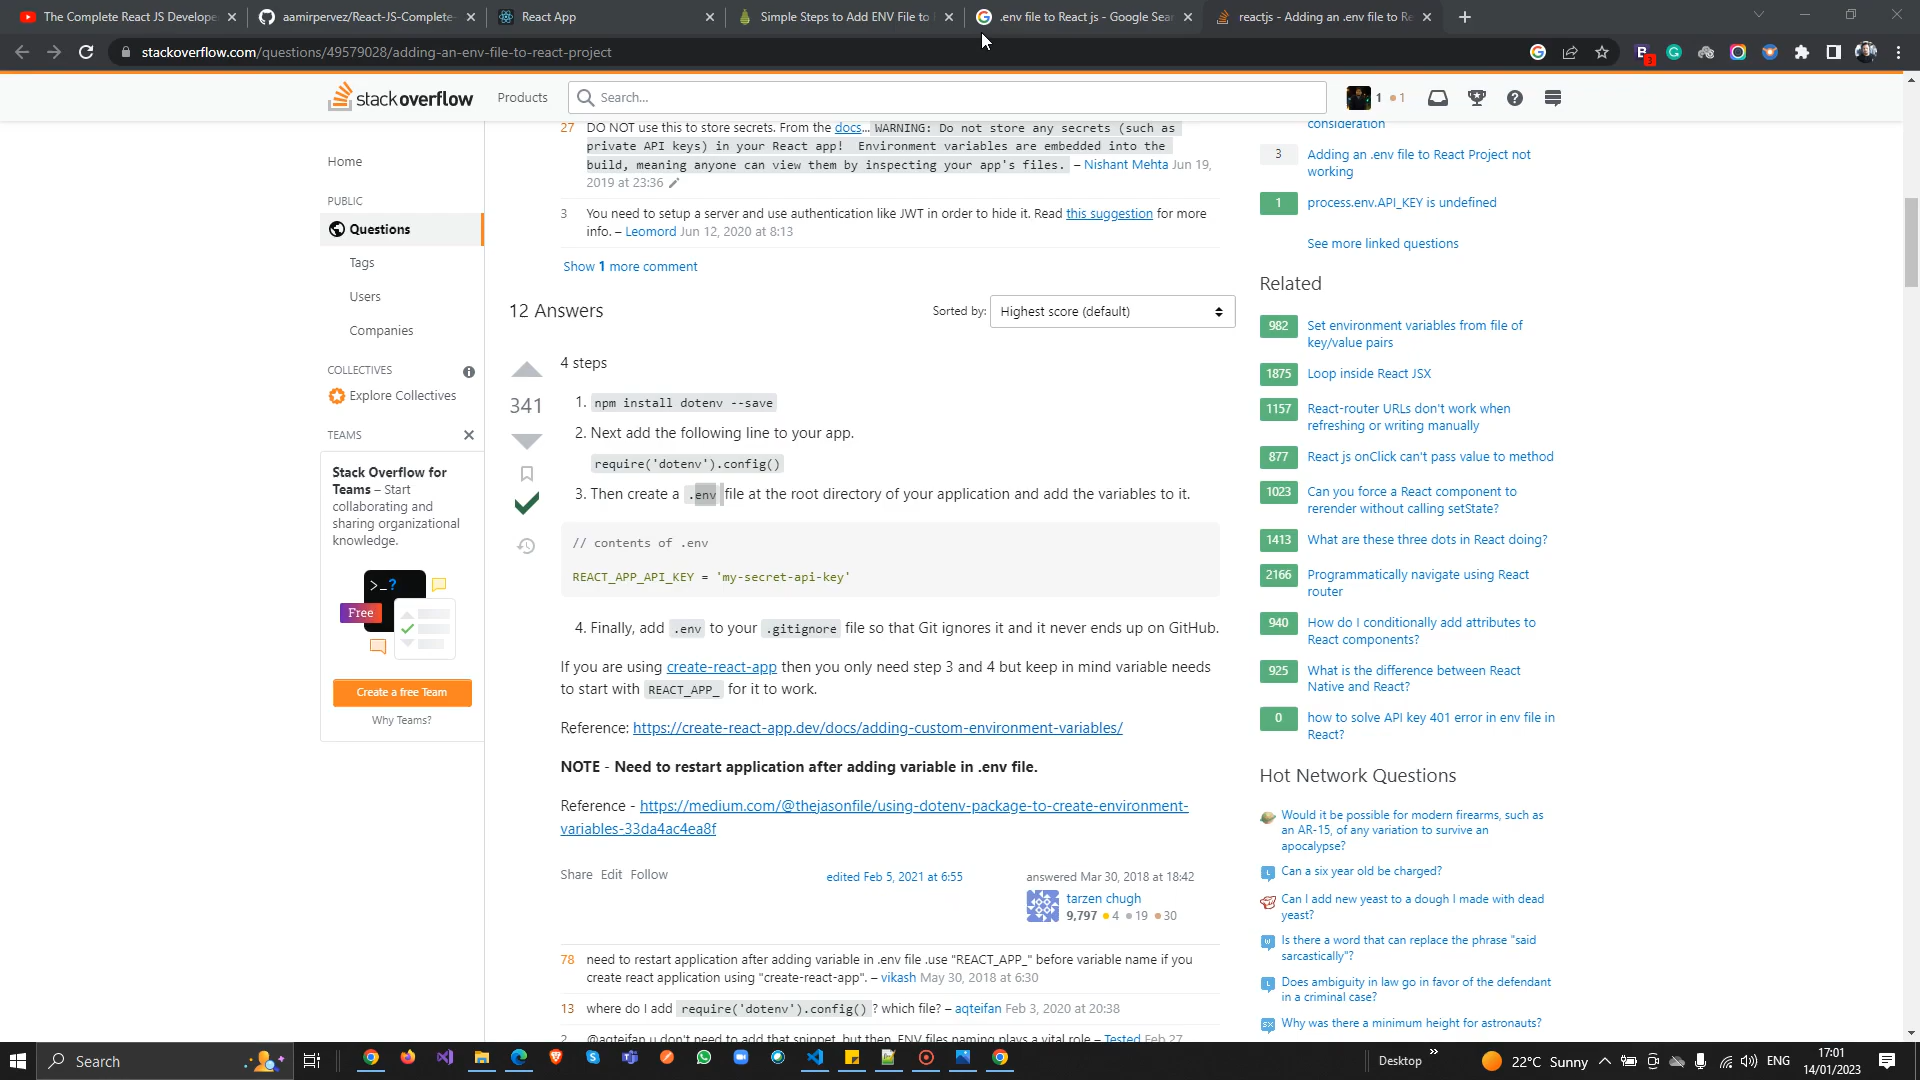 The Complete React JS Develope
aamirpervez/React-JS-Complete-
React App
Simple Steps to Add ENV File to
.env file to React js - Google Sear
reactjs - Adding an .env file to Re
stackoverflow.com/questions/49579028/adding-an-env-file-to-react-project
3
stackoverflow
Products
Search...
1 1
Home
PUBLIC
Questions
Tags
Users
Companies
COLLECTIVES
Explore Collectives
TEAMS
Stack Overflow for
Teams – Start
collaborating and
sharing organizational
knowledge.
>_?
Free
Create a free Team
Why Teams?
27 DO NOT use this to store secrets. From the docs... WARNING: Do not store any secrets (such as
private API keys) in your React app! Environment variables are embedded into the
build, meaning anyone can view them by inspecting your app's files. – Nishant Mehta Jun 19,
2019 at 23:36
3 You need to setup a server and use authentication like JWT in order to hide it. Read this suggestion for more
info. – Leomord Jun 12, 2020 at 8:13
Show 1 more comment
12 Answers
Sorted by: Highest score (default)
341
4 steps
1. npm install dotenv --save
2. Next add the following line to your app.
require('dotenv').config()
3. Then create a .env file at the root directory of your application and add the variables to it.
// contents of .env
REACT_APP_API_KEY = 'my-secret-api-key'
4. Finally, add .env to your .gitignore file so that Git ignores it and it never ends up on GitHub.
If you are using create-react-app then you only need step 3 and 4 but keep in mind variable needs
to start with REACT_APP_ for it to work.
Reference: https://create-react-app.dev/docs/adding-custom-environment-variables/
NOTE - Need to restart application after adding variable in .env file.
Reference - https://medium.com/@thejasonfile/using-dotenv-package-to-create-environment-
variables-33da4ac4ea8f
Share Edit Follow
edited Feb 5, 2021 at 6:55
answered Mar 30, 2018 at 18:42
tarzen chugh
9,797 4 19 30
78 need to restart application after adding variable in .env file .use "REACT_APP_" before variable name if you
create react application using "create-react-app". – vikash May 30, 2018 at 6:30
13 where do I add require('dotenv').config() ? which file? – aqteifan Feb 3, 2020 at 20:38
2 @aqteifan u don't need to add that snippet, but then, ENV files naming plays a vital role – Tested Feb 27
consideration
3 Adding an .env file to React Project not
working
1 process.env.API_KEY is undefined
See more linked questions
Related
982 Set environment variables from file of
key/value pairs
1875 Loop inside React JSX
1157 React-router URLs don't work when
refreshing or writing manually
877 React js onClick can't pass value to method
1023 Can you force a React component to
rerender without calling setState?
1413 What are these three dots in React doing?
2166 Programmatically navigate using React
router
940 How do I conditionally add attributes to
React components?
925 What is the difference between React
Native and React?
0 how to solve API key 401 error in env file in
React?
Hot Network Questions
Would it be possible for modern firearms, such as
an AR-15, of any variation to survive an
apocalypse?
Can a six year old be charged?
Can I add new yeast to a dough I made with dead
yeast?
Is there a word that can replace the phrase "said
sarcastically"?
Does ambiguity in law go in favor of the defendant
in a criminal case?
Why was there a minimum height for astronauts?
Search
Desktop
22°C Sunny
ENG
17:01
14/01/2023